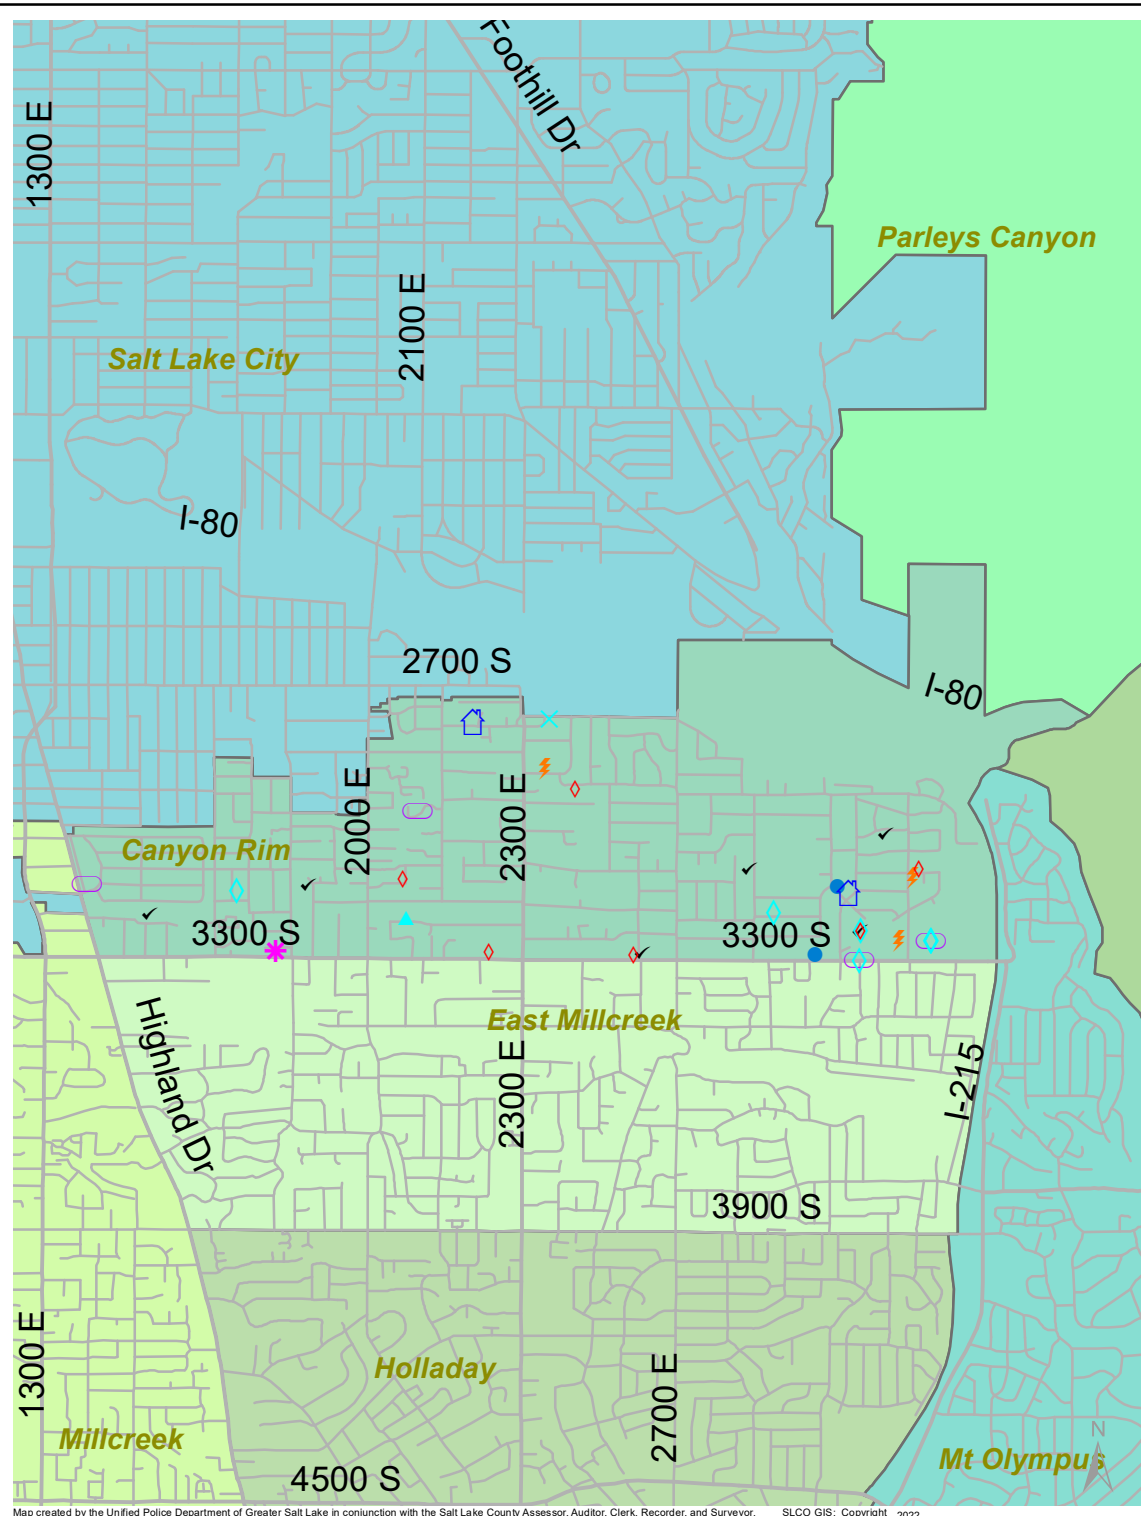 Foothill Dr
1300 E
Parleys Canyon
2100 E
Salt Lake City
I-80
2700 S
I-80
2000 E
2300 E
Canyon Rim
3300 S
3300 S
East Millcreek
Highland Dr
2300 E
I-215
3900 S
1300 E
Holladay
2700 E
Millcreek
N
Mt Olympus
4500 S
Map created by the Unified Police Department of Greater Salt Lake in conjunction with the Salt Lake County Assessor, Auditor, Clerk, Recorder, and Surveyor. SLCO GIS: Copyright 2022